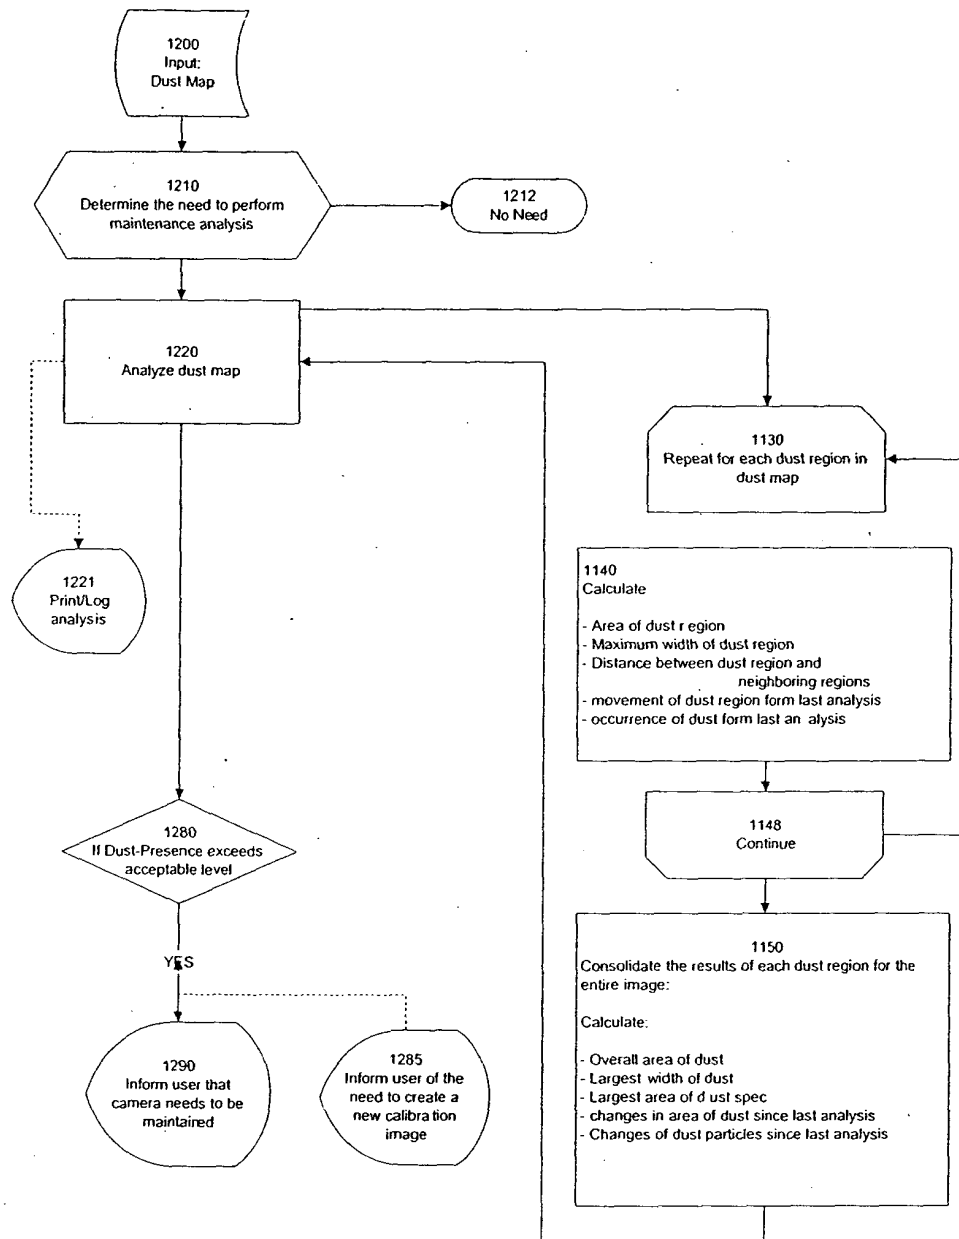 1200
Input:
Dust Map
1210
Determine the need to perform
maintenance analysis
1212
No Need
1220
Analyze dust map
1130
Repeat for each dust region in
dust map
1221
Print/Log
analysis
1140
Calculate
- Area of dust r egion
- Maximum width of dust region
- Distance between dust region and
neighboring regions
- movement of dust region form last analysis
- occurrence of dust form last an alysis
1280
If Dust-Presence exceeds
acceptable level
1148
Continue
YES
1150
Consolidate the results of each dust region for the
entire image:
Calculate:
- Overall area of dust
- Largest width of dust
- Largest area of d ust spec
- changes in area of dust since last analysis
- Changes of dust particles since last analysis
1290
Inform user that
camera needs to be
maintained
1285
Inform user of the
need to create a
new calibration
image